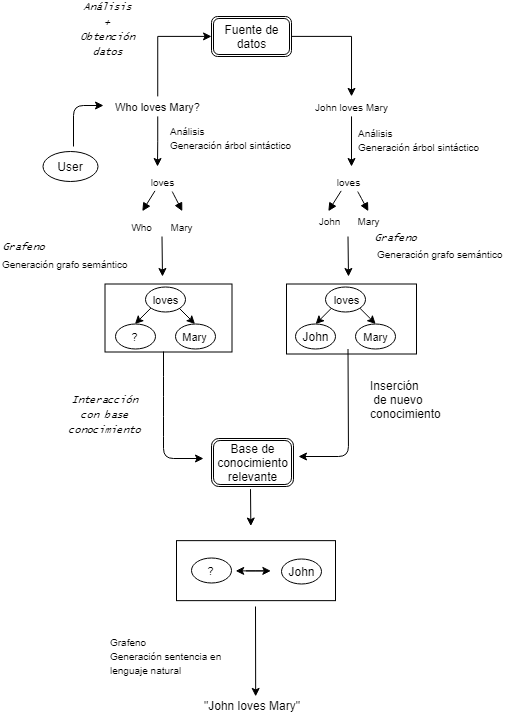 Análisis
+
Obtención
datos
Fuente de
datos
Who loves Mary?
John loves Mary
User
Análisis
Generación árbol sintáctico
Análisis
Generación árbol sintáctico
loves
Who
Mary
loves
John
Mary
Grafeno
Generación grafo semántico
Grafeno
Generación grafo semántico
loves
?
Mary
loves
John
Mary
Interacción
con base
conocimiento
Inserción
de nuevo
conocimiento
Base de
conocimiento
relevante
?
John
Grafeno
Generación sentencia en
lenguaje natural
"John loves Mary"